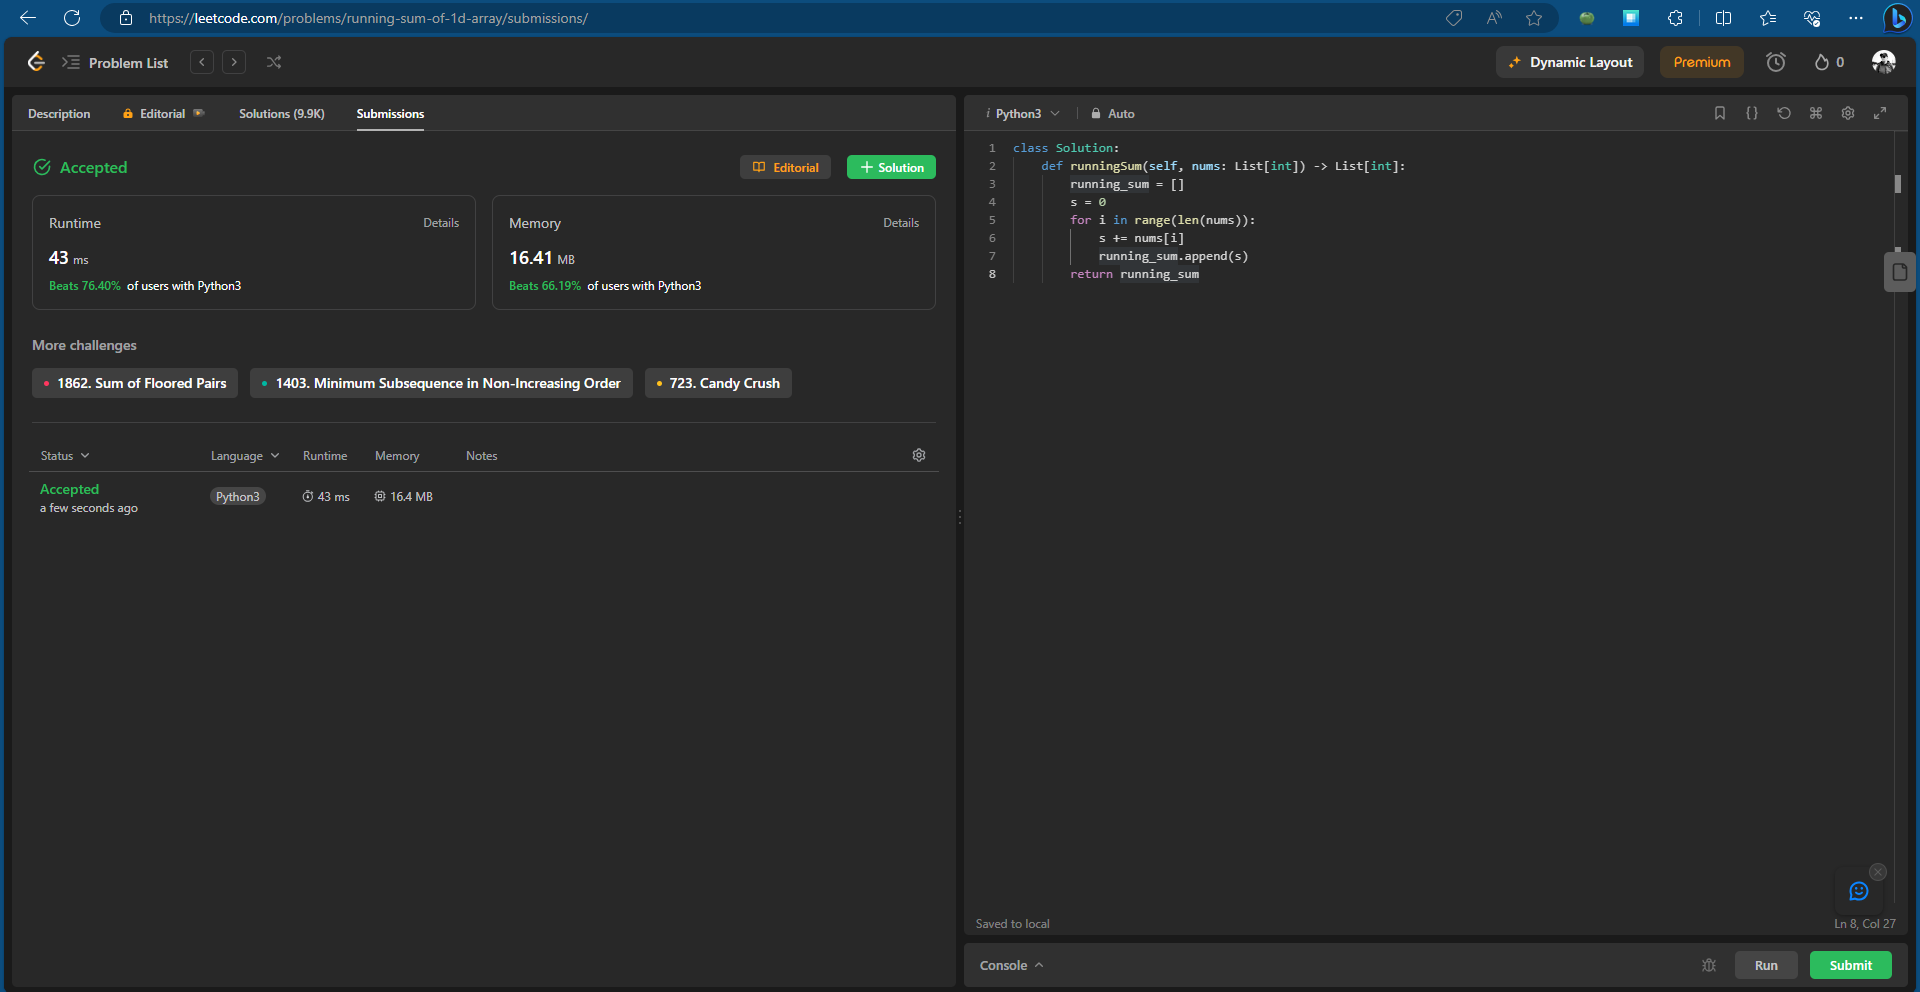 https://leetcode.com/problems/running-sum-of-1d-array/submissions/
Problem List
Dynamic Layout
Premium
0
Description
Editorial
Solutions (9.9K)
Submissions
Accepted
Editorial
Solution
Runtime
Details
43 ms
Beats 76.40% of users with Python3
Memory
Details
16.41 MB
Beats 66.19% of users with Python3
More challenges
1862. Sum of Floored Pairs
1403. Minimum Subsequence in Non-Increasing Order
723. Candy Crush
Status Language Runtime Memory Notes
Accepted
a few seconds ago
Python3
43 ms
16.4 MB
i Python3
Auto
1 class Solution:
2 def runningSum(self, nums: List[int]) -> List[int]:
3 running_sum = []
4 s = 0
5 for i in range(len(nums)):
6 s += nums[i]
7 running_sum.append(s)
8 return running_sum
Saved to local
Ln 8, Col 27
Console
Run
Submit